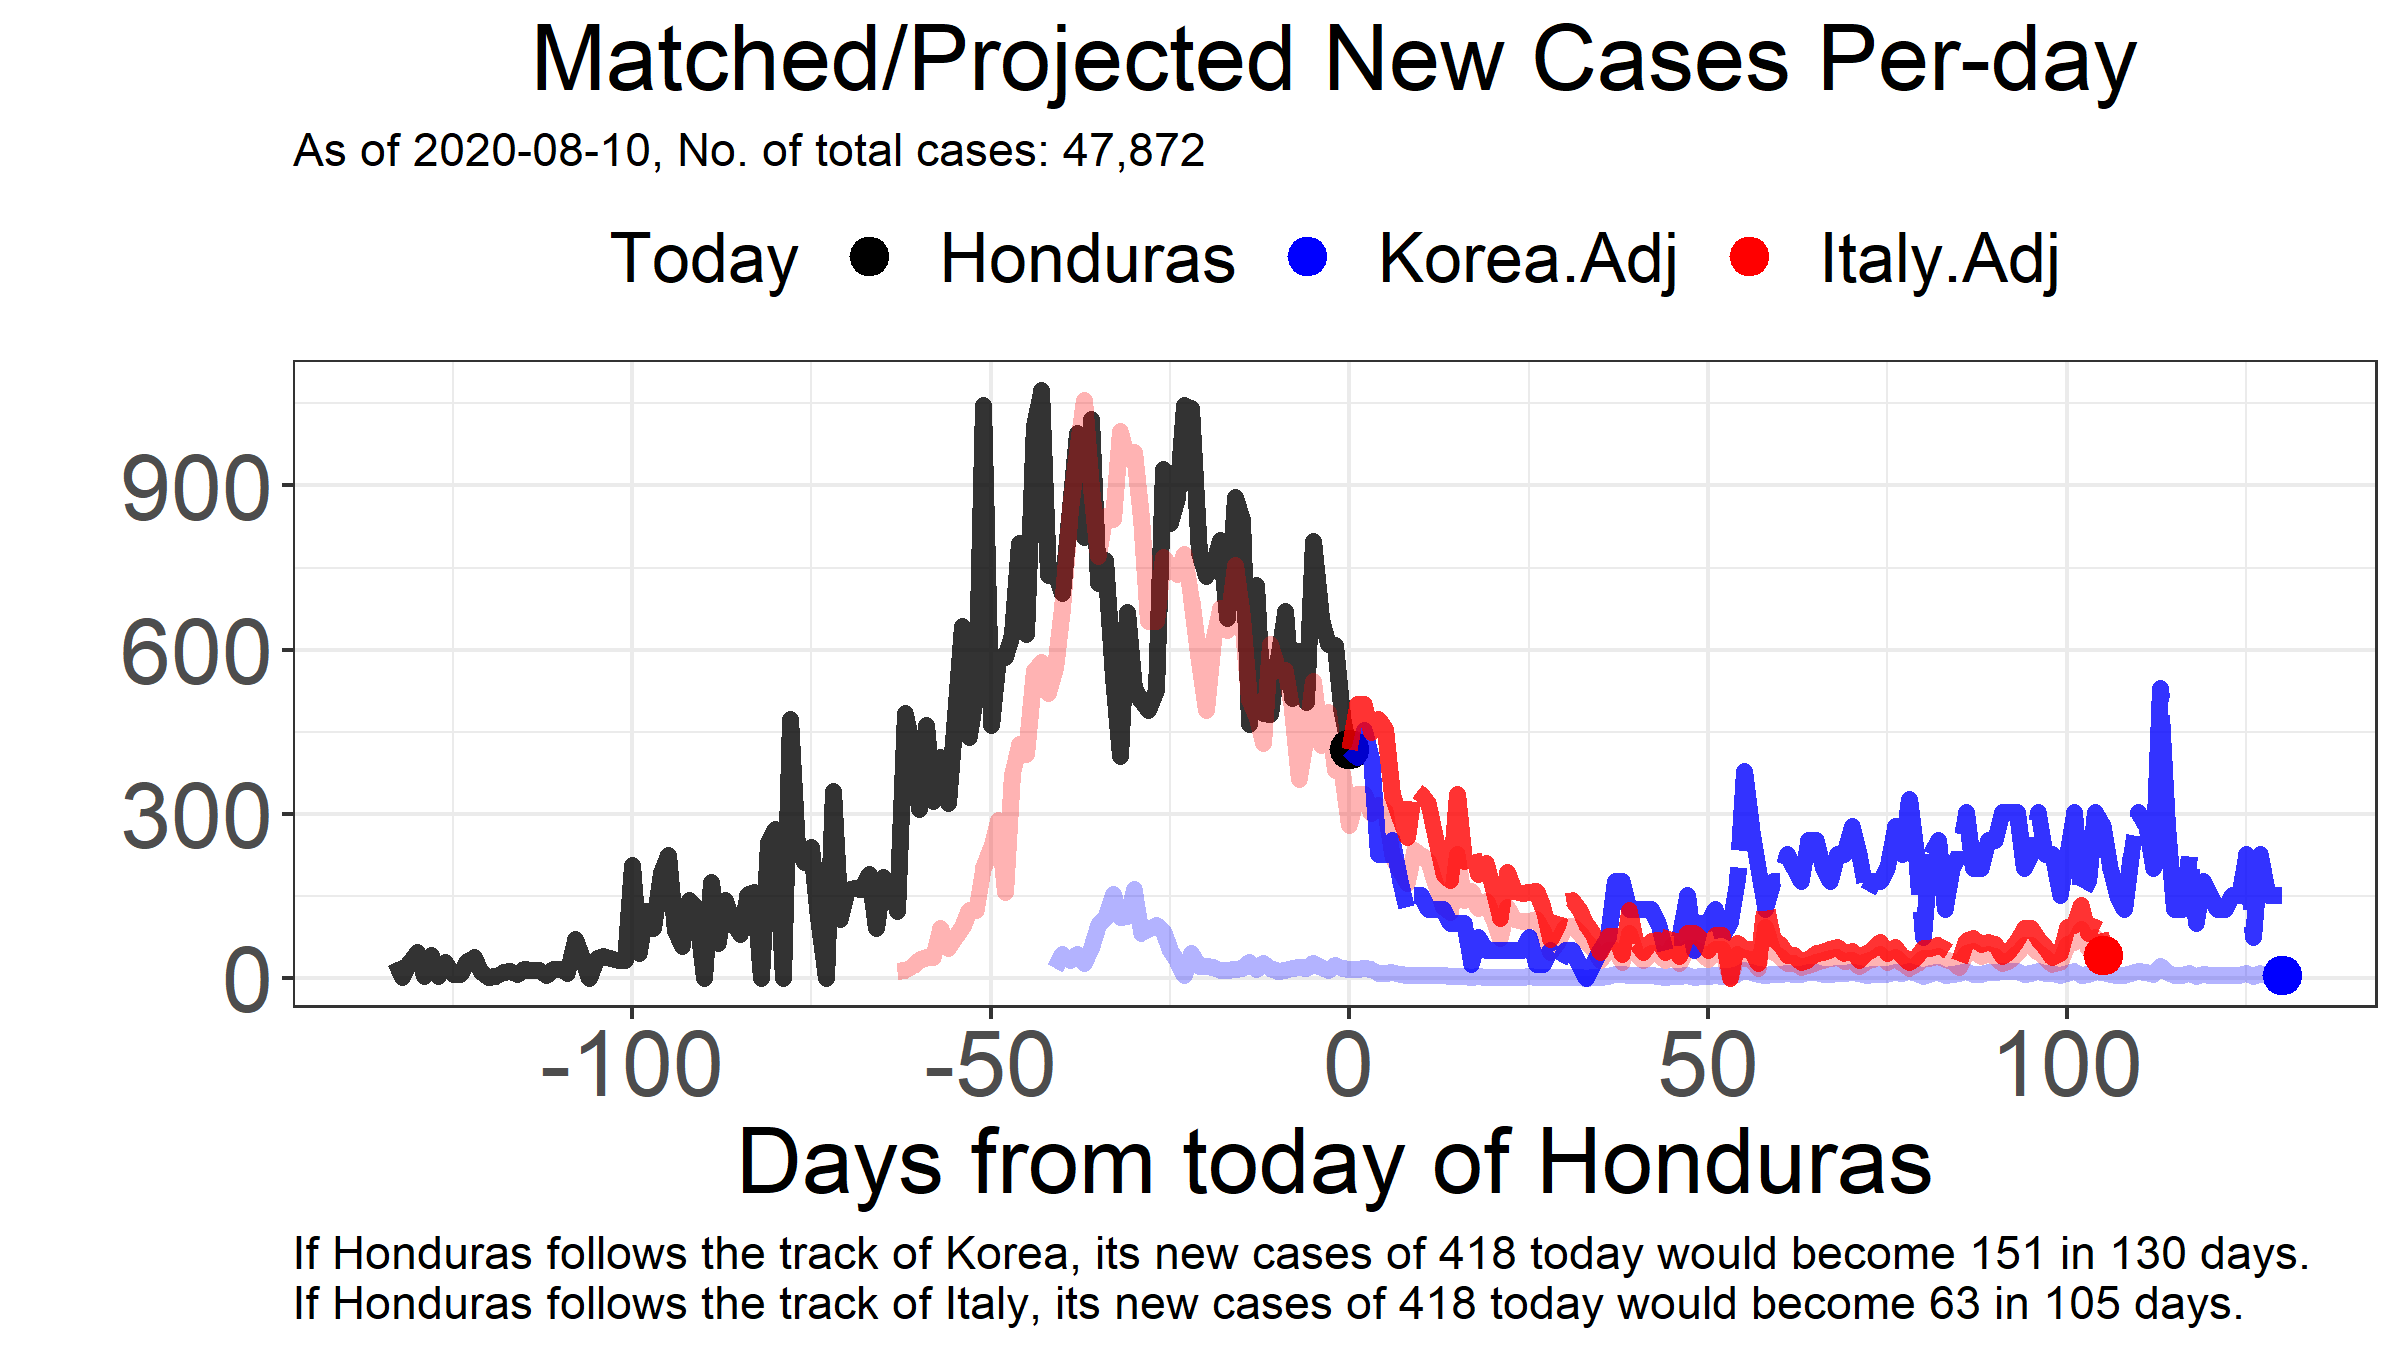 Matched/Projected New Cases Per-day
As of 2020-08-10, No. of total cases: 47,872
Today Honduras Korea.Adj Italy.Adj
900
600
300
0
-100 -50 0 50 100
Days from today of Honduras
If Honduras follows the track of Korea, its new cases of 418 today would become 151 in 130 days.
If Honduras follows the track of Italy, its new cases of 418 today would become 63 in 105 days.